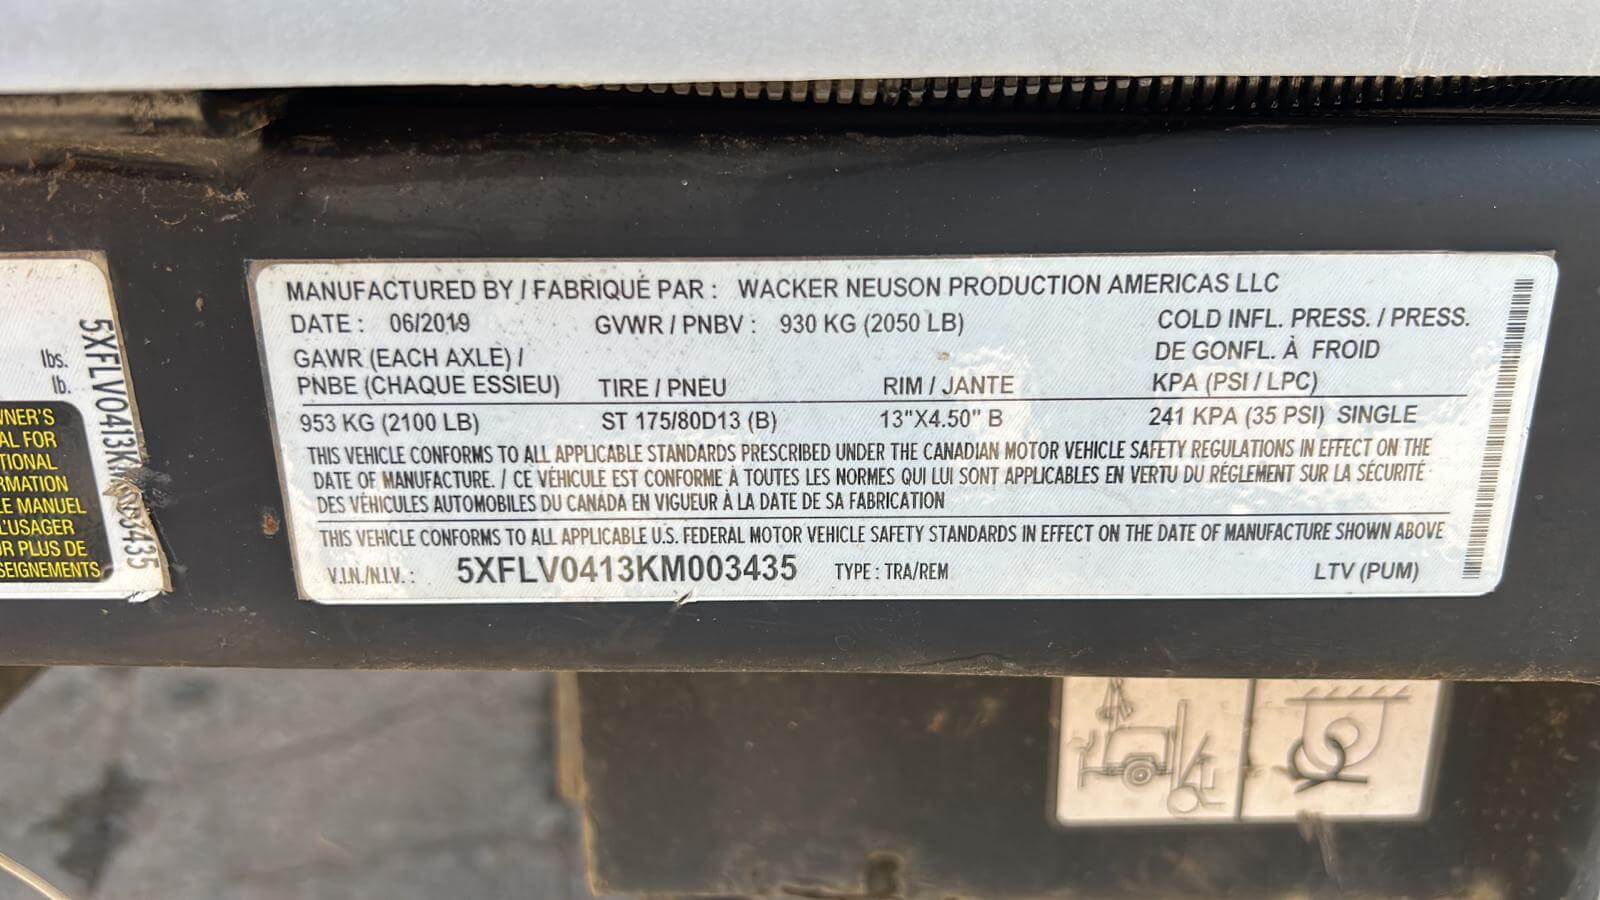 MANUFACTURED BY / FABRIQUÉ PAR : WACKER NEUSON PRODUCTION AMERICAS LLC
DATE : 06/2019 GVWR / PNBV : 930 KG (2050 LB) COLD INFL. PRESS. / PRESS.
GAWR (EACH AXLE) / DE GONFL. À FROID
PNBE (CHAQUE ESSIEU) TIRE / PNEU RIM / JANTE KPA (PSI / LPC)
953 KG (2100 LB) ST 175/80D13 (B) 13"X4.50" B 241 KPA (35 PSI) SINGLE
THIS VEHICLE CONFORMS TO ALL APPLICABLE STANDARDS PRESCRIBED UNDER THE CANADIAN MOTOR VEHICLE SAFETY REGULATIONS IN EFFECT ON THE
DATE OF MANUFACTURE. / CE VÉHICULE EST CONFORME À TOUTES LES NORMES QUI LUI SONT APPLICABLES EN VERTU DU RÉGLEMENT SUR LA SÉCURITÉ
DES VÉHICULES AUTOMOBILES DU CANADA EN VIGUEUR À LA DATE DE SA FABRICATION
THIS VEHICLE CONFORMS TO ALL APPLICABLE U.S. FEDERAL MOTOR VEHICLE SAFETY STANDARDS IN EFFECT ON THE DATE OF MANUFACTURE SHOWN ABOVE
V.I.N./N.I.V. : 5XFLV0413KM003435 TYPE : TRA/REM LTV (PUM)
lbs.
lb.
WNER'S
AL FOR
TIONAL
RMATION
LE MANUEL
L'USAGER
R PLUS DE
SEIGNEMENTS